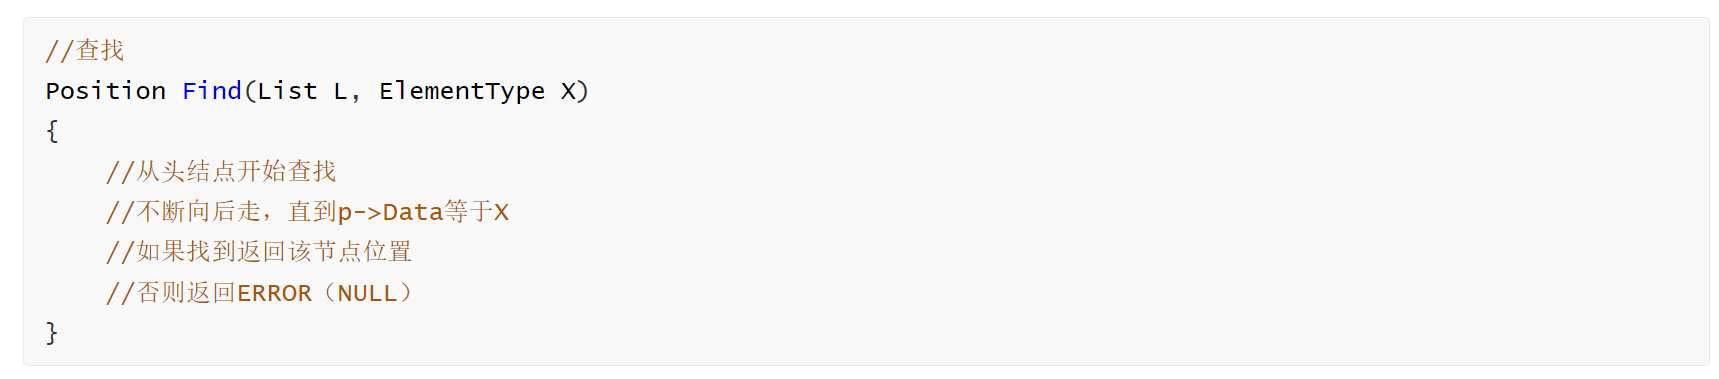 //查找
Position Find(List L, ElementType X)
{
//从头结点开始查找
//不断向后走，直到p->Data等于X
//如果找到返回该节点位置
//否则返回ERROR（NULL）
}